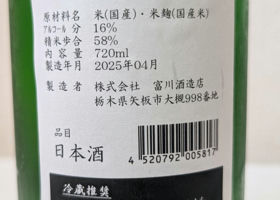 原材料名 米(国産)・米麹(国産米)
アルコール分 16%
精米歩合 58%
内容量 720ml
製造年月 2025年04月
製造者 株式会社 富川酒造店
栃木県矢板市大槻998番地
品目
日本酒
4520792005817
冷蔵推奨